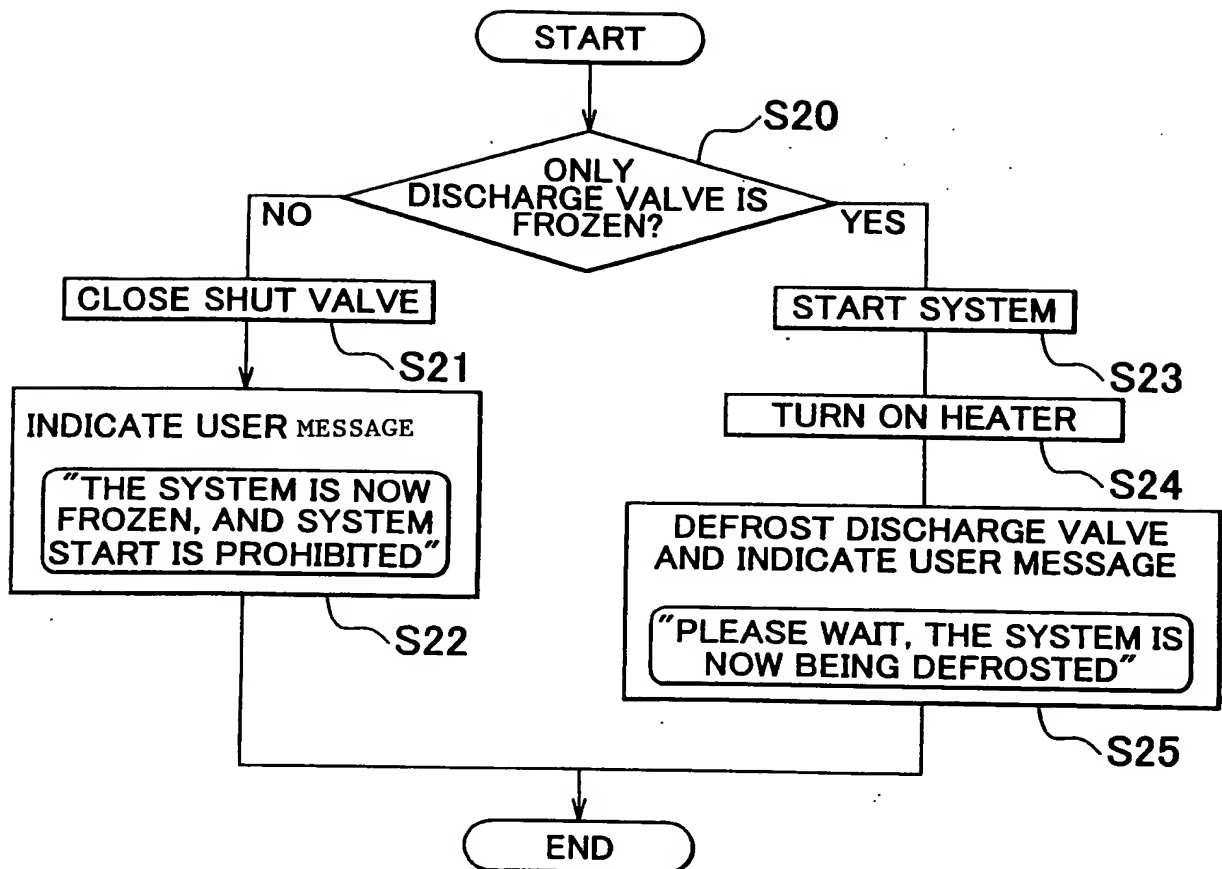 START
S20
ONLY
DISCHARGE VALVE IS
FROZEN?
NO
YES
CLOSE SHUT VALVE
S21
INDICATE USER MESSAGE
"THE SYSTEM IS NOW
FROZEN, AND SYSTEM
START IS PROHIBITED"
S22
START SYSTEM
S23
TURN ON HEATER
S24
DEFROST DISCHARGE VALVE
AND INDICATE USER MESSAGE
"PLEASE WAIT, THE SYSTEM IS
NOW BEING DEFROSTED"
S25
END